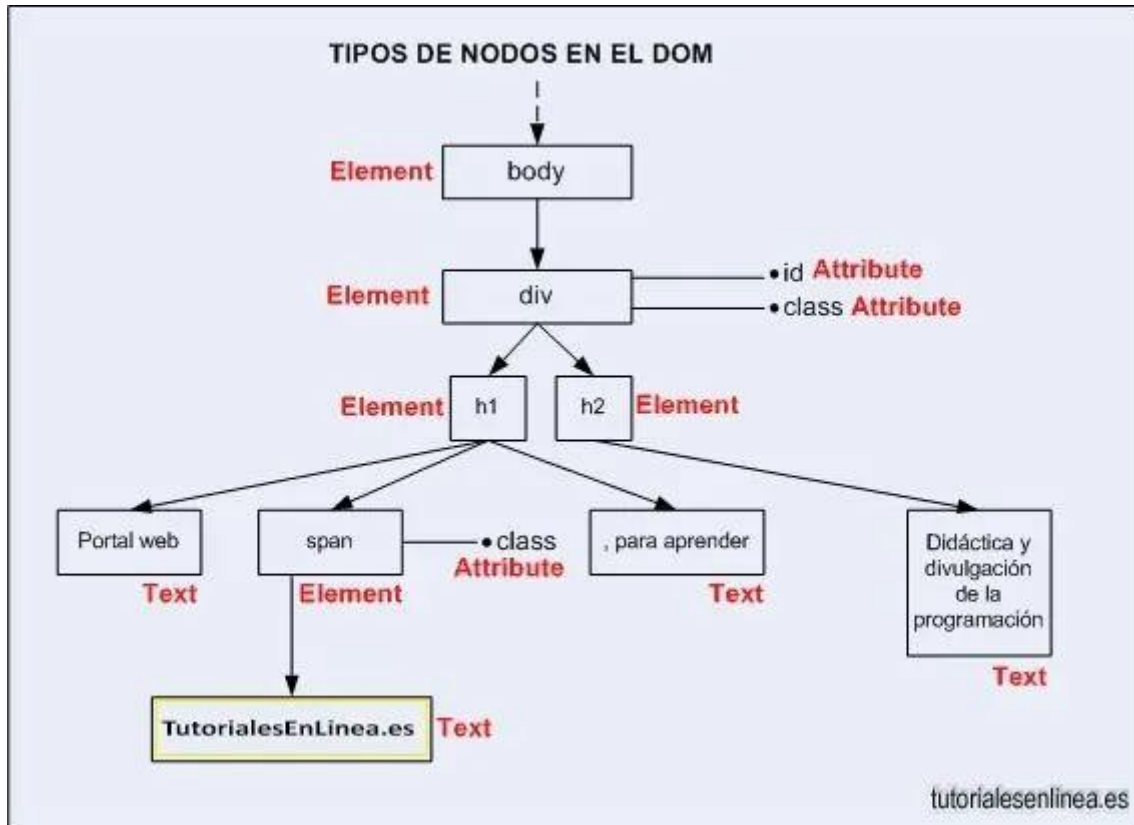 TIPOS DE NODOS EN EL DOM
Element
body
Element
div
•id Attribute
•class Attribute
Element
h1
h2
Element
Portal web
Text
span
Element
•class
Attribute
, para aprender
Text
Didáctica y
divulgación
de la
programación
Text
TutorialesEnLinea.es
Text
tutorialesenlinea.es